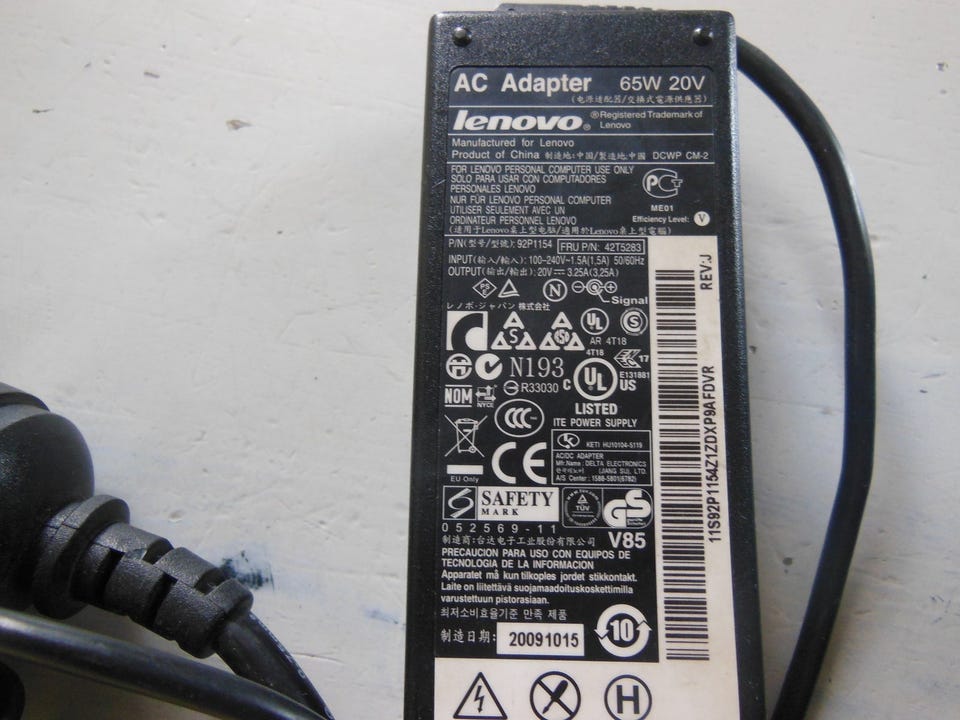 AC Adapter 65W 20V
(电源适配器/交換式電源供應器)
lenovo® ®Registered Trademark of Lenovo
Manufactured for Lenovo
Product of China 制造地:中国/製造地:中國 DCWP CM-2
FOR LENOVO PERSONAL COMPUTER USE ONLY
SOLO PARA USAR CON COMPUTADORES
PERSONALES LENOVO
NUR FÜR LENOVO PERSONAL COMPUTER
UTILISER SEULEMENT AVEC UN
ORDINATEUR PERSONNEL LENOVO
(适用于Lenovo桌上型电脑/適用於Lenovo桌上型電腦)
ME01
Efficiency Level: V
P/N(型号/型號): 92P1154 FRU P/N: 42T5283
INPUT(输入/輸入): 100-240V~1.5A(1,5A) 50/60Hz
OUTPUT(输出/輸出): 20V 3.25A(3,25A)
PS E N Signal
レノボ・ジャパン 株式会社
S UL S
AR 4T18
4T18
17
N193
E131881
R33030 C UL US
NOM NYCE
LISTED
ITE POWER SUPPLY
CCC
KETI HU10104-5119
AC/DC ADAPTER
Mfr.Name: DELTA ELECTRONICS
(JIANG SU). LTD.
A/S Center : 1588-5801(6782)
CE
EU Only
SAFETY
MARK
TÜV GS
052569-11
制造商:台达电子工业股份有限公司 V85
PRECAUCION PARA USO CON EQUIPOS DE
TECNOLOGIA DE LA INFORMACION
Apparatet må kun tilkoples jordet stikkontakt.
Laite on liitettävä suojamaadoituskoskettimilla
varustettuun pistorasiaan.
최저소비효율기준 만족 제품
制造日期: 20091015 10
H
REV:J
11S92P1154Z1ZDXP9AFDVR